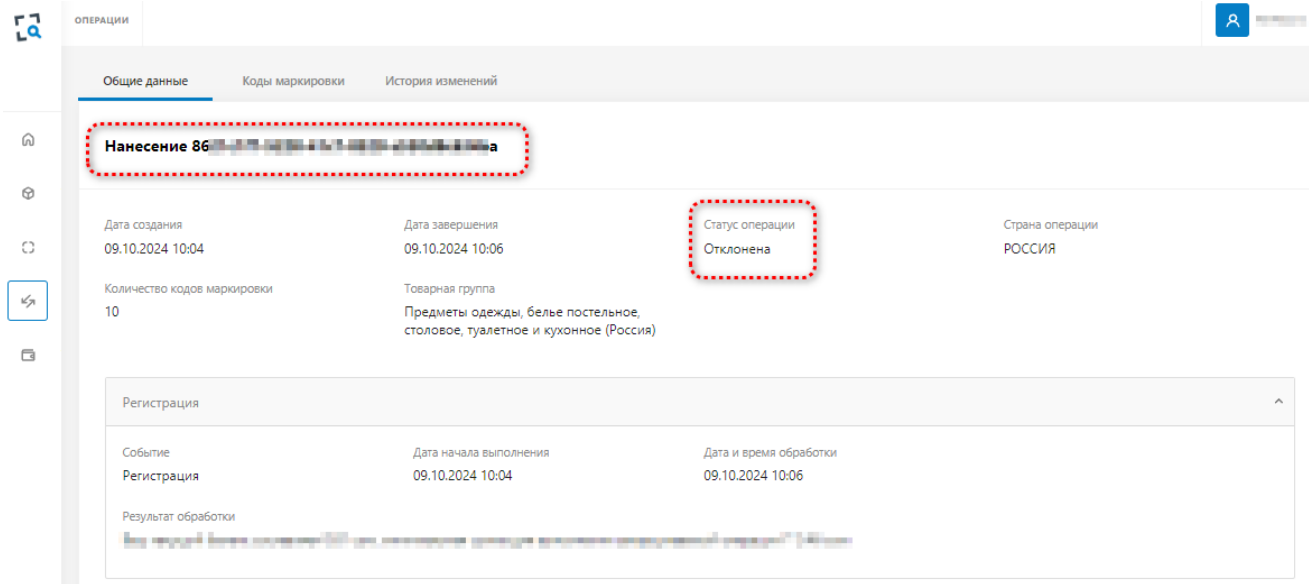 ОПЕРАЦИИ
Общие данные Коды маркировки История изменений
Нанесение 86
Дата создания Дата завершения Статус операции Страна операции
09.10.2024 10:04 09.10.2024 10:06 Отклонена РОССИЯ
Количество кодов маркировки Товарная группа
10 Предметы одежды, белье постельное,
столовое, туалетное и кухонное (Россия)
Регистрация
Событие Дата начала выполнения Дата и время обработки
Регистрация 09.10.2024 10:04 09.10.2024 10:06
Результат обработки